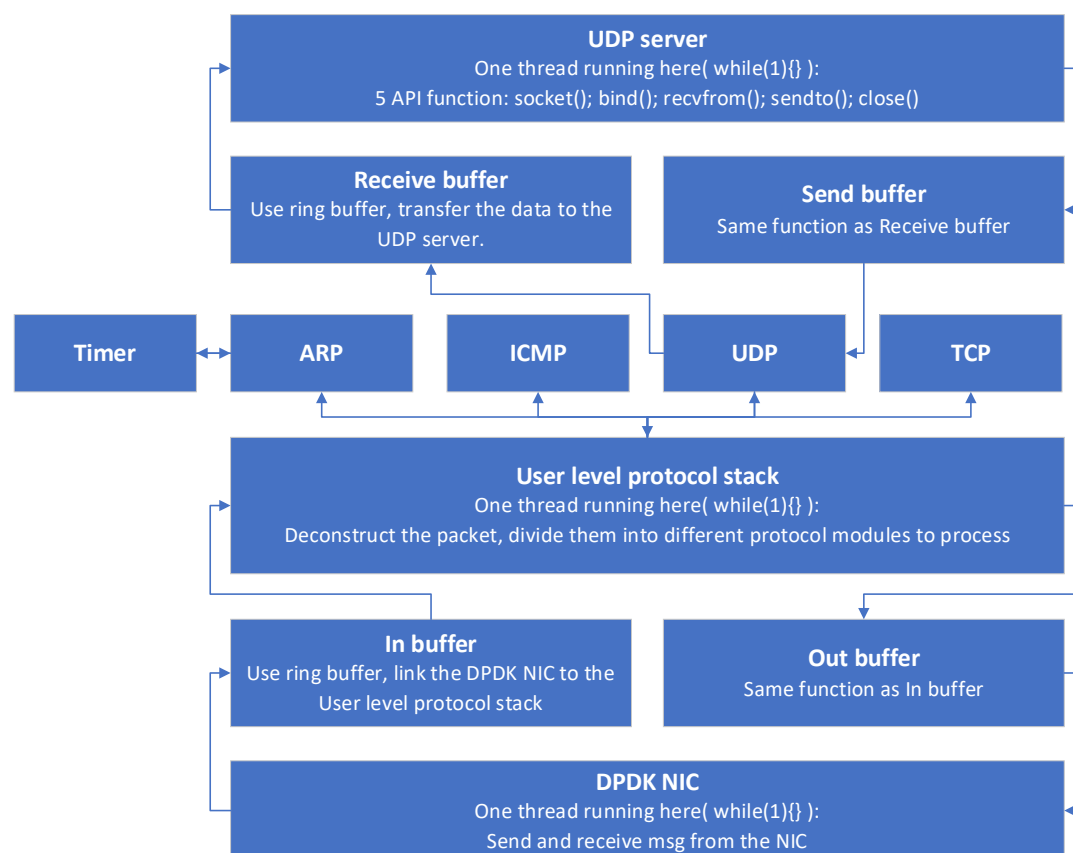 UDP server
One thread running here( while(1){} ):
5 API function: socket(); bind(); recvfrom(); sendto(); close()
Receive buffer
Use ring buffer, transfer the data to the
UDP server.
Send buffer
Same function as Receive buffer
Timer
ARP
ICMP
UDP
TCP
User level protocol stack
One thread running here( while(1){} ):
Deconstruct the packet, divide them into different protocol modules to process
In buffer
Use ring buffer, link the DPDK NIC to the
User level protocol stack
Out buffer
Same function as In buffer
DPDK NIC
One thread running here( while(1){} ):
Send and receive msg from the NIC